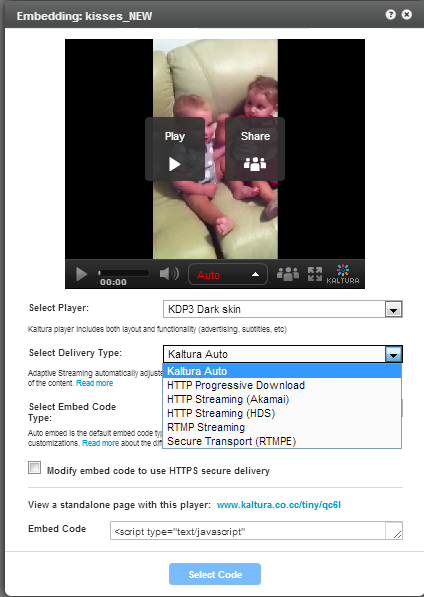 Embedding: kisses_NEW
Play
Share
00:00
Auto
KALTURA
Select Player:
KDP3 Dark skin
Kaltura player includes both layout and functionality (advertising, subtitles, etc)
Select Delivery Type:
Kaltura Auto
Kaltura Auto
HTTP Progressive Download
HTTP Streaming (Akamai)
HTTP Streaming (HDS)
RTMP Streaming
Secure Transport (RTMPE)
Adaptive Streaming automatically adjusts
of the content. Read more
Select Embed Code
Type:
Auto embed is the default embed code typ
customizations. Read more about the diff
Modify embed code to use HTTPS secure delivery
View a standalone page with this player: www.kaltura.co.cc/tiny/qc6l
Embed Code
<script type="text/javascript"
Select Code